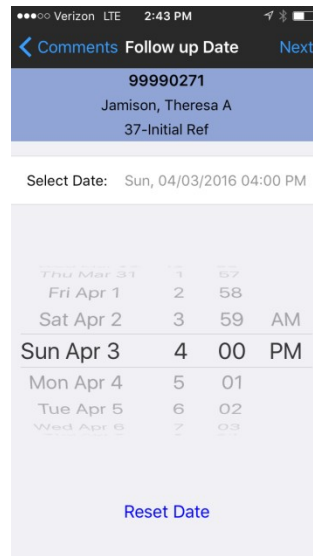 Verizon LTE 2:43 PM
Comments Follow up Date Next
99990271
Jamison, Theresa A
37-Initial Ref
Select Date: Sun, 04/03/2016 04:00 PM
Thu Mar 31 1 57
Fri Apr 1 2 58
Sat Apr 2 3 59 AM
Sun Apr 3 4 00 PM
Mon Apr 4 5 01
Tue Apr 5 6 02
Wed Apr 6 7 03
Reset Date